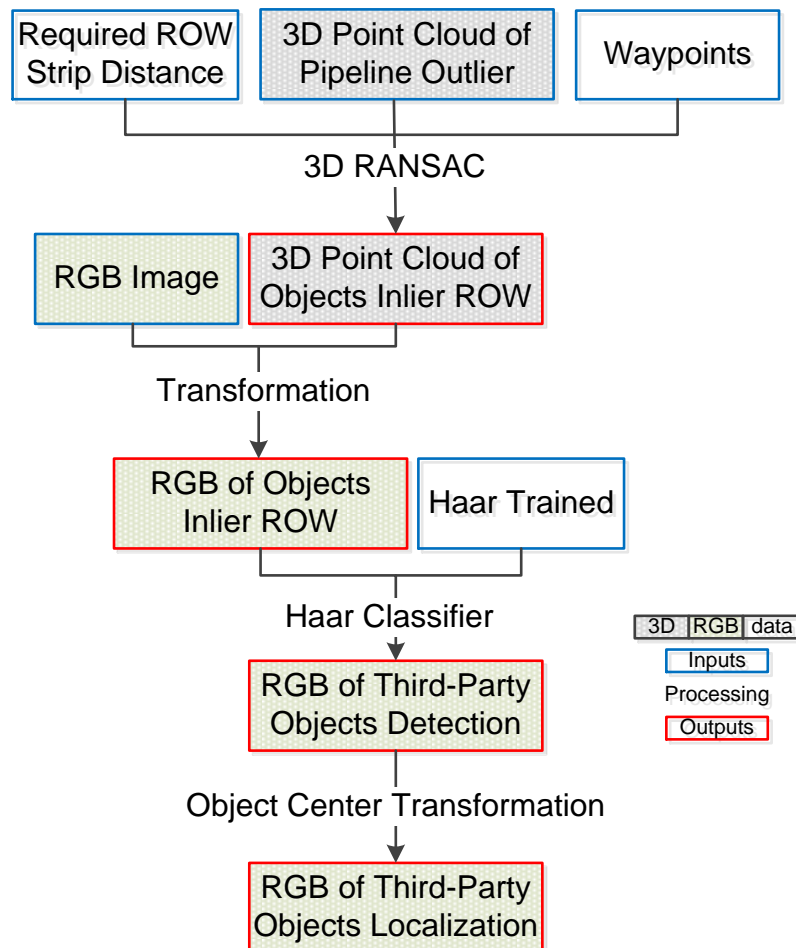 Required ROW
Strip Distance
3D Point Cloud of
Pipeline Outlier
Waypoints
3D RANSAC
RGB Image
3D Point Cloud of
Objects Inlier ROW
Transformation
RGB of Objects
Inlier ROW
Haar Trained
Haar Classifier
3D RGB data
Inputs
Processing
Outputs
RGB of Third-Party
Objects Detection
Object Center Transformation
RGB of Third-Party
Objects Localization